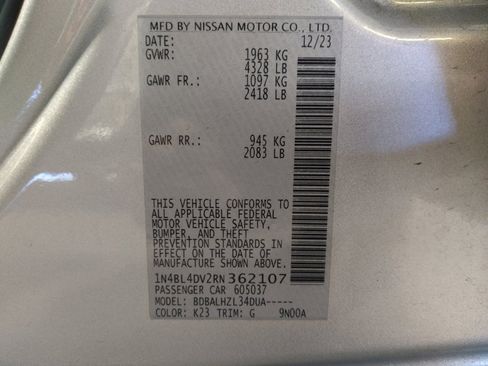 MFD BY NISSAN MOTOR CO., LTD.
DATE: 12/23
GVWR: 1963 KG
4328 LB
GAWR FR.: 1097 KG
2418 LB
GAWR RR.: 945 KG
2083 LB
THIS VEHICLE CONFORMS TO
ALL APPLICABLE FEDERAL
MOTOR VEHICLE SAFETY,
BUMPER, AND THEFT
PREVENTION STANDARDS IN
EFFECT ON THE DATE OF
MANUFACTURE SHOWN ABOVE.
1N4BL4DV2RN362107
PASSENGER CAR 605037
MODEL: BDBALHZL34DUA-----
COLOR: K23 TRIM: G 9N00A